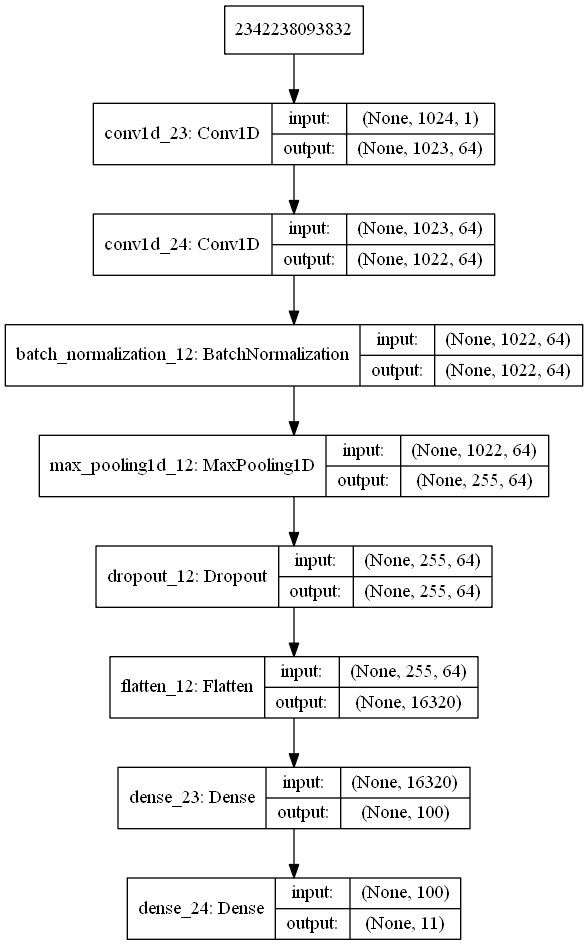 2342238093832
conv1d_23: Conv1D
input:
(None, 1024, 1)
output:
(None, 1023, 64)
conv1d_24: Conv1D
input:
(None, 1023, 64)
output:
(None, 1022, 64)
batch_normalization_12: BatchNormalization
input:
(None, 1022, 64)
output:
(None, 1022, 64)
max_pooling1d_12: MaxPooling1D
input:
(None, 1022, 64)
output:
(None, 255, 64)
dropout_12: Dropout
input:
(None, 255, 64)
output:
(None, 255, 64)
flatten_12: Flatten
input:
(None, 255, 64)
output:
(None, 16320)
dense_23: Dense
input:
(None, 16320)
output:
(None, 100)
dense_24: Dense
input:
(None, 100)
output:
(None, 11)